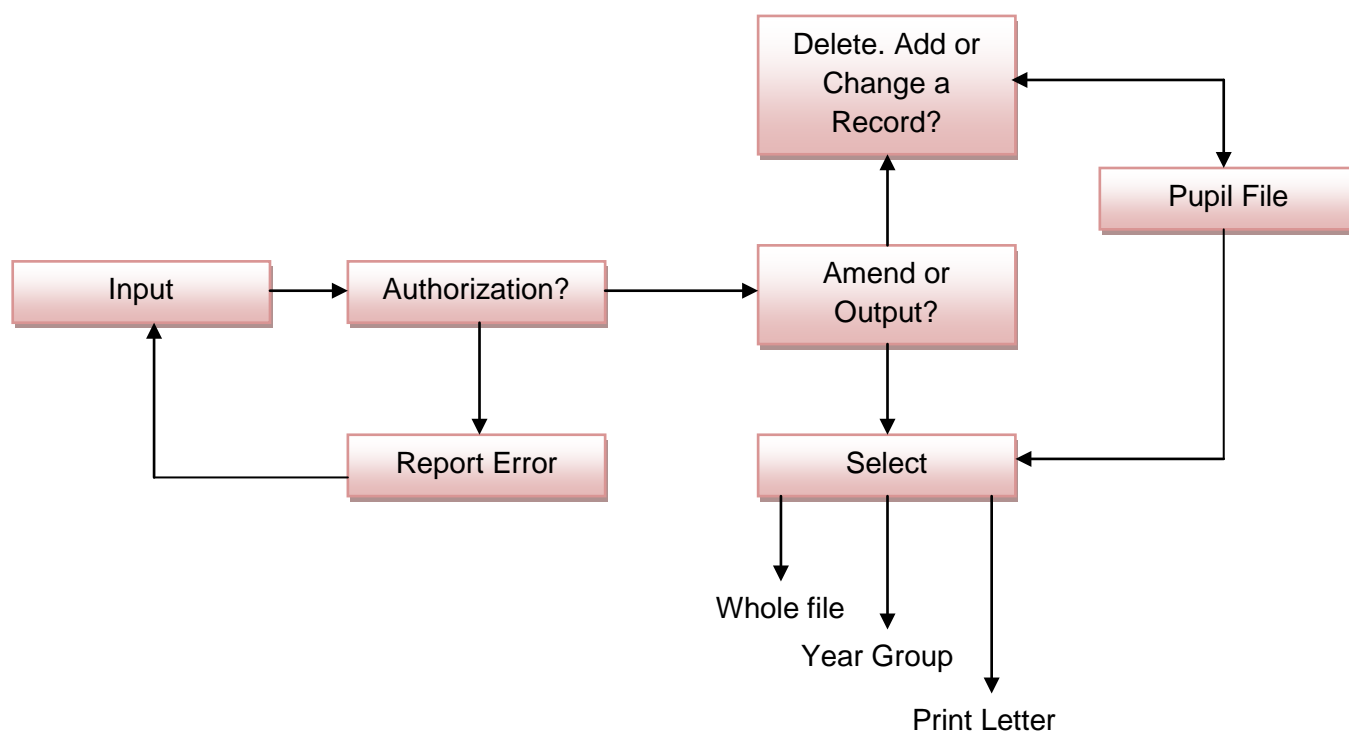 Delete. Add or
Change a
Record?
Pupil File
Input
Authorization?
Amend or
Output?
Report Error
Select
Whole file
Year Group
Print Letter